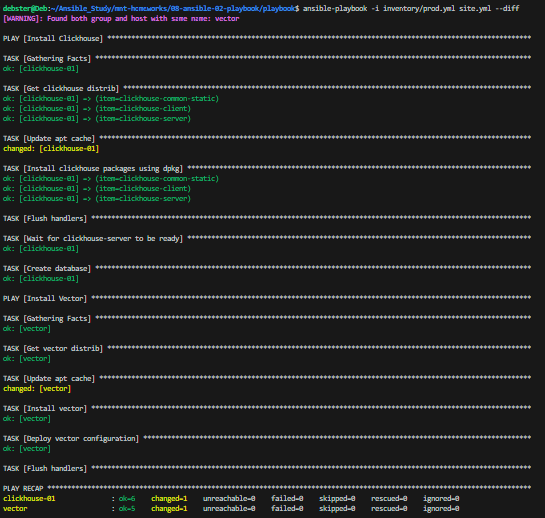 debster@Deb:~/Ansible_Study/mnt-homeworks/08-ansible-02-playbook/playbook$ ansible-playbook -i inventory/prod.yml site.yml --diff
[WARNING]: Found both group and host with same name: vector
PLAY [Install Clickhouse] ******************************************************************************************************
TASK [Gathering Facts] *********************************************************************************************************
ok: [clickhouse-01]
TASK [Get clickhouse distrib] **************************************************************************************************
ok: [clickhouse-01] => (item=clickhouse-common-static)
ok: [clickhouse-01] => (item=clickhouse-client)
ok: [clickhouse-01] => (item=clickhouse-server)
TASK [Update apt cache] ********************************************************************************************************
changed: [clickhouse-01]
TASK [Install clickhouse packages using dpkg] **********************************************************************************
ok: [clickhouse-01] => (item=clickhouse-common-static)
ok: [clickhouse-01] => (item=clickhouse-client)
ok: [clickhouse-01] => (item=clickhouse-server)
TASK [Flush handlers] **********************************************************************************************************
TASK [Wait for clickhouse-server to be ready] **********************************************************************************
ok: [clickhouse-01]
TASK [Create database] *********************************************************************************************************
ok: [clickhouse-01]
PLAY [Install Vector] **********************************************************************************************************
TASK [Gathering Facts] *********************************************************************************************************
ok: [vector]
TASK [Get vector distrib] ******************************************************************************************************
ok: [vector]
TASK [Update apt cache] ********************************************************************************************************
changed: [vector]
TASK [Install vector] **********************************************************************************************************
ok: [vector]
TASK [Deploy vector configuration] *********************************************************************************************
ok: [vector]
TASK [Flush handlers] **********************************************************************************************************
PLAY RECAP *********************************************************************************************************************
clickhouse-01 : ok=6 changed=1 unreachable=0 failed=0 skipped=0 rescued=0 ignored=0
vector : ok=5 changed=1 unreachable=0 failed=0 skipped=0 rescued=0 ignored=0